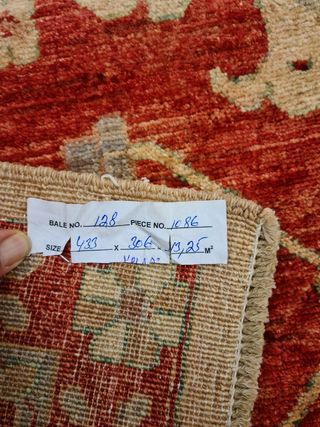 BALE NO. 128 PIECE NO. 1086
SIZE 433 X 306 = 13,25 M²